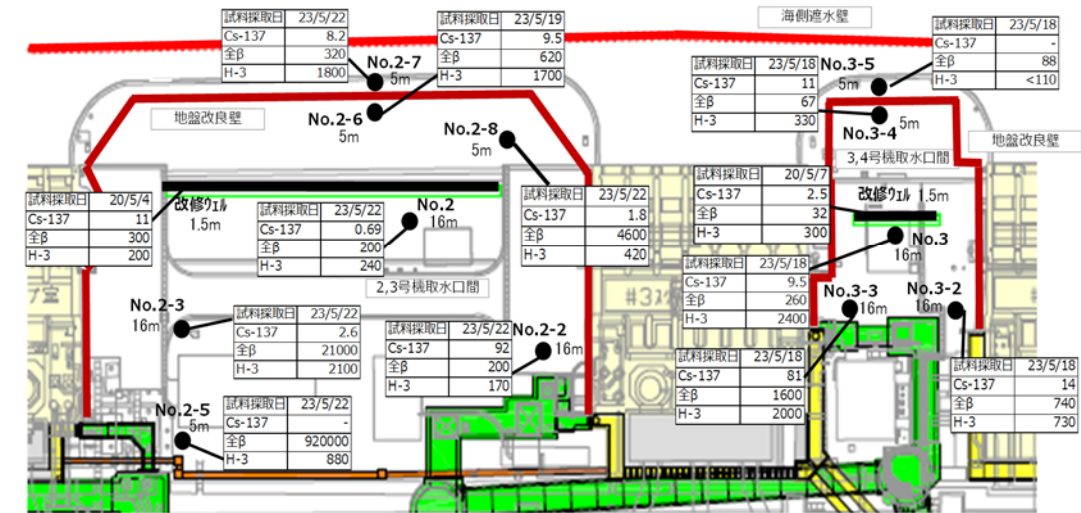 海側遮水壁
試料採取日 23/5/22
Cs-137 8.2
全β 320
H-3 1800
試料採取日 23/5/19
Cs-137 9.5
全β 620
H-3 1700
試料採取日 23/5/18
Cs-137 -
全β 88
H-3 <110
No.2-7
5m
No.2-6
5m
地盤改良壁
No.2-8
5m
試料採取日 23/5/18
Cs-137 11
全β 67
H-3 330
No.3-5
5m
No.3-4
5m
地盤改良壁
3,4号機取水口間
試料採取日 20/5/4
Cs-137 11
全β 300
H-3 200
改修ウェル
1.5m
試料採取日 23/5/22
Cs-137 0.69
全β 200
H-3 240
No.2
16m
試料採取日 23/5/22
Cs-137 1.8
全β 4600
H-3 420
試料採取日 20/5/7
Cs-137 2.5
全β 32
H-3 300
改修ウェル 1.5m
No.3
16m
2,3号機取水口間
試料採取日 23/5/18
Cs-137 9.5
全β 260
H-3 2400
No.2-3
16m
試料採取日 23/5/22
Cs-137 2.6
全β 21000
H-3 2100
試料採取日 23/5/22
Cs-137 92
全β 200
H-3 170
No.2-2
16m
No.3-3
16m
No.3-2
16m
試料採取日 23/5/18
Cs-137 81
全β 1600
H-3 2000
試料採取日 23/5/18
Cs-137 14
全β 740
H-3 730
No.2-5
5m
試料採取日 23/5/22
Cs-137 -
全β 920000
H-3 880